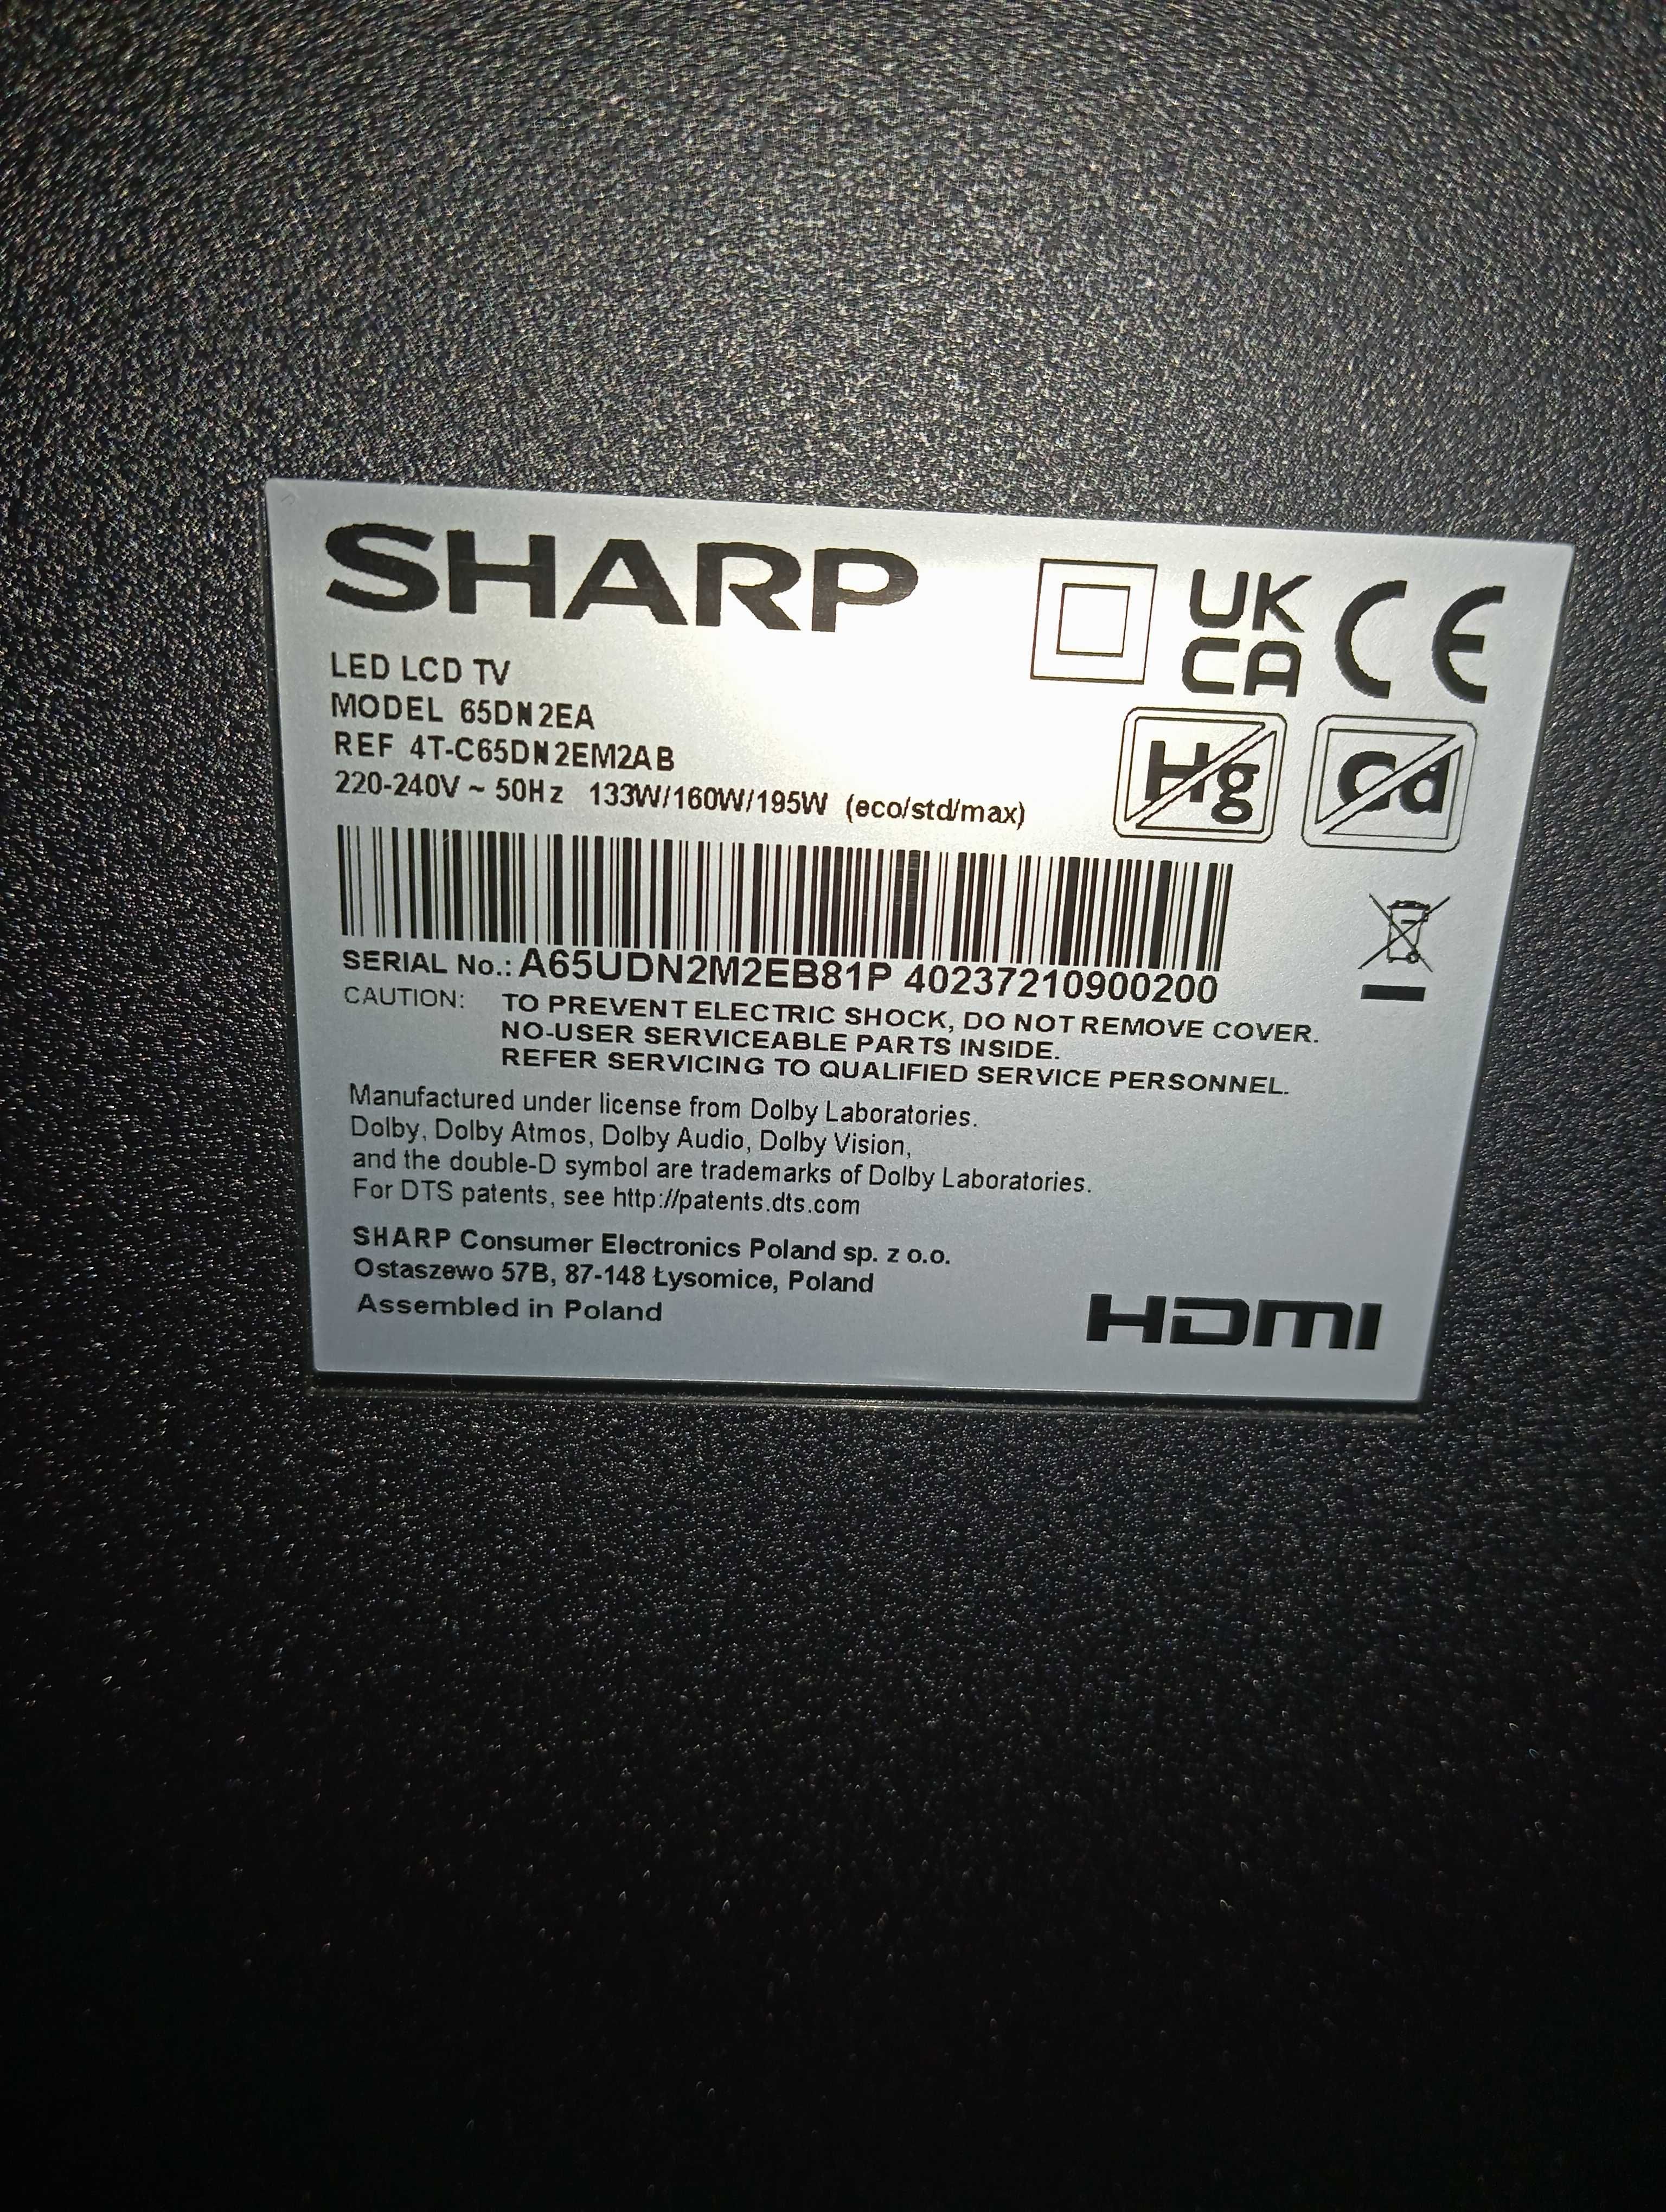 SHARP
UK
CA
CE
LED LCD TV
MODEL 65DN2EA
REF 4T-C65DN2EM2AB
220-240V ~ 50Hz 133W/160W/195W (eco/std/max)
Hg
Cd
SERIAL No.: A65UDN2M2EB81P 40237210900200
CAUTION: TO PREVENT ELECTRIC SHOCK, DO NOT REMOVE COVER.
NO-USER SERVICEABLE PARTS INSIDE.
REFER SERVICING TO QUALIFIED SERVICE PERSONNEL.
Manufactured under license from Dolby Laboratories.
Dolby, Dolby Atmos, Dolby Audio, Dolby Vision,
and the double-D symbol are trademarks of Dolby Laboratories.
For DTS patents, see http://patents.dts.com
SHARP Consumer Electronics Poland sp. z o.o.
Ostaszewo 57B, 87-148 Łysomice, Poland
Assembled in Poland
HDMI